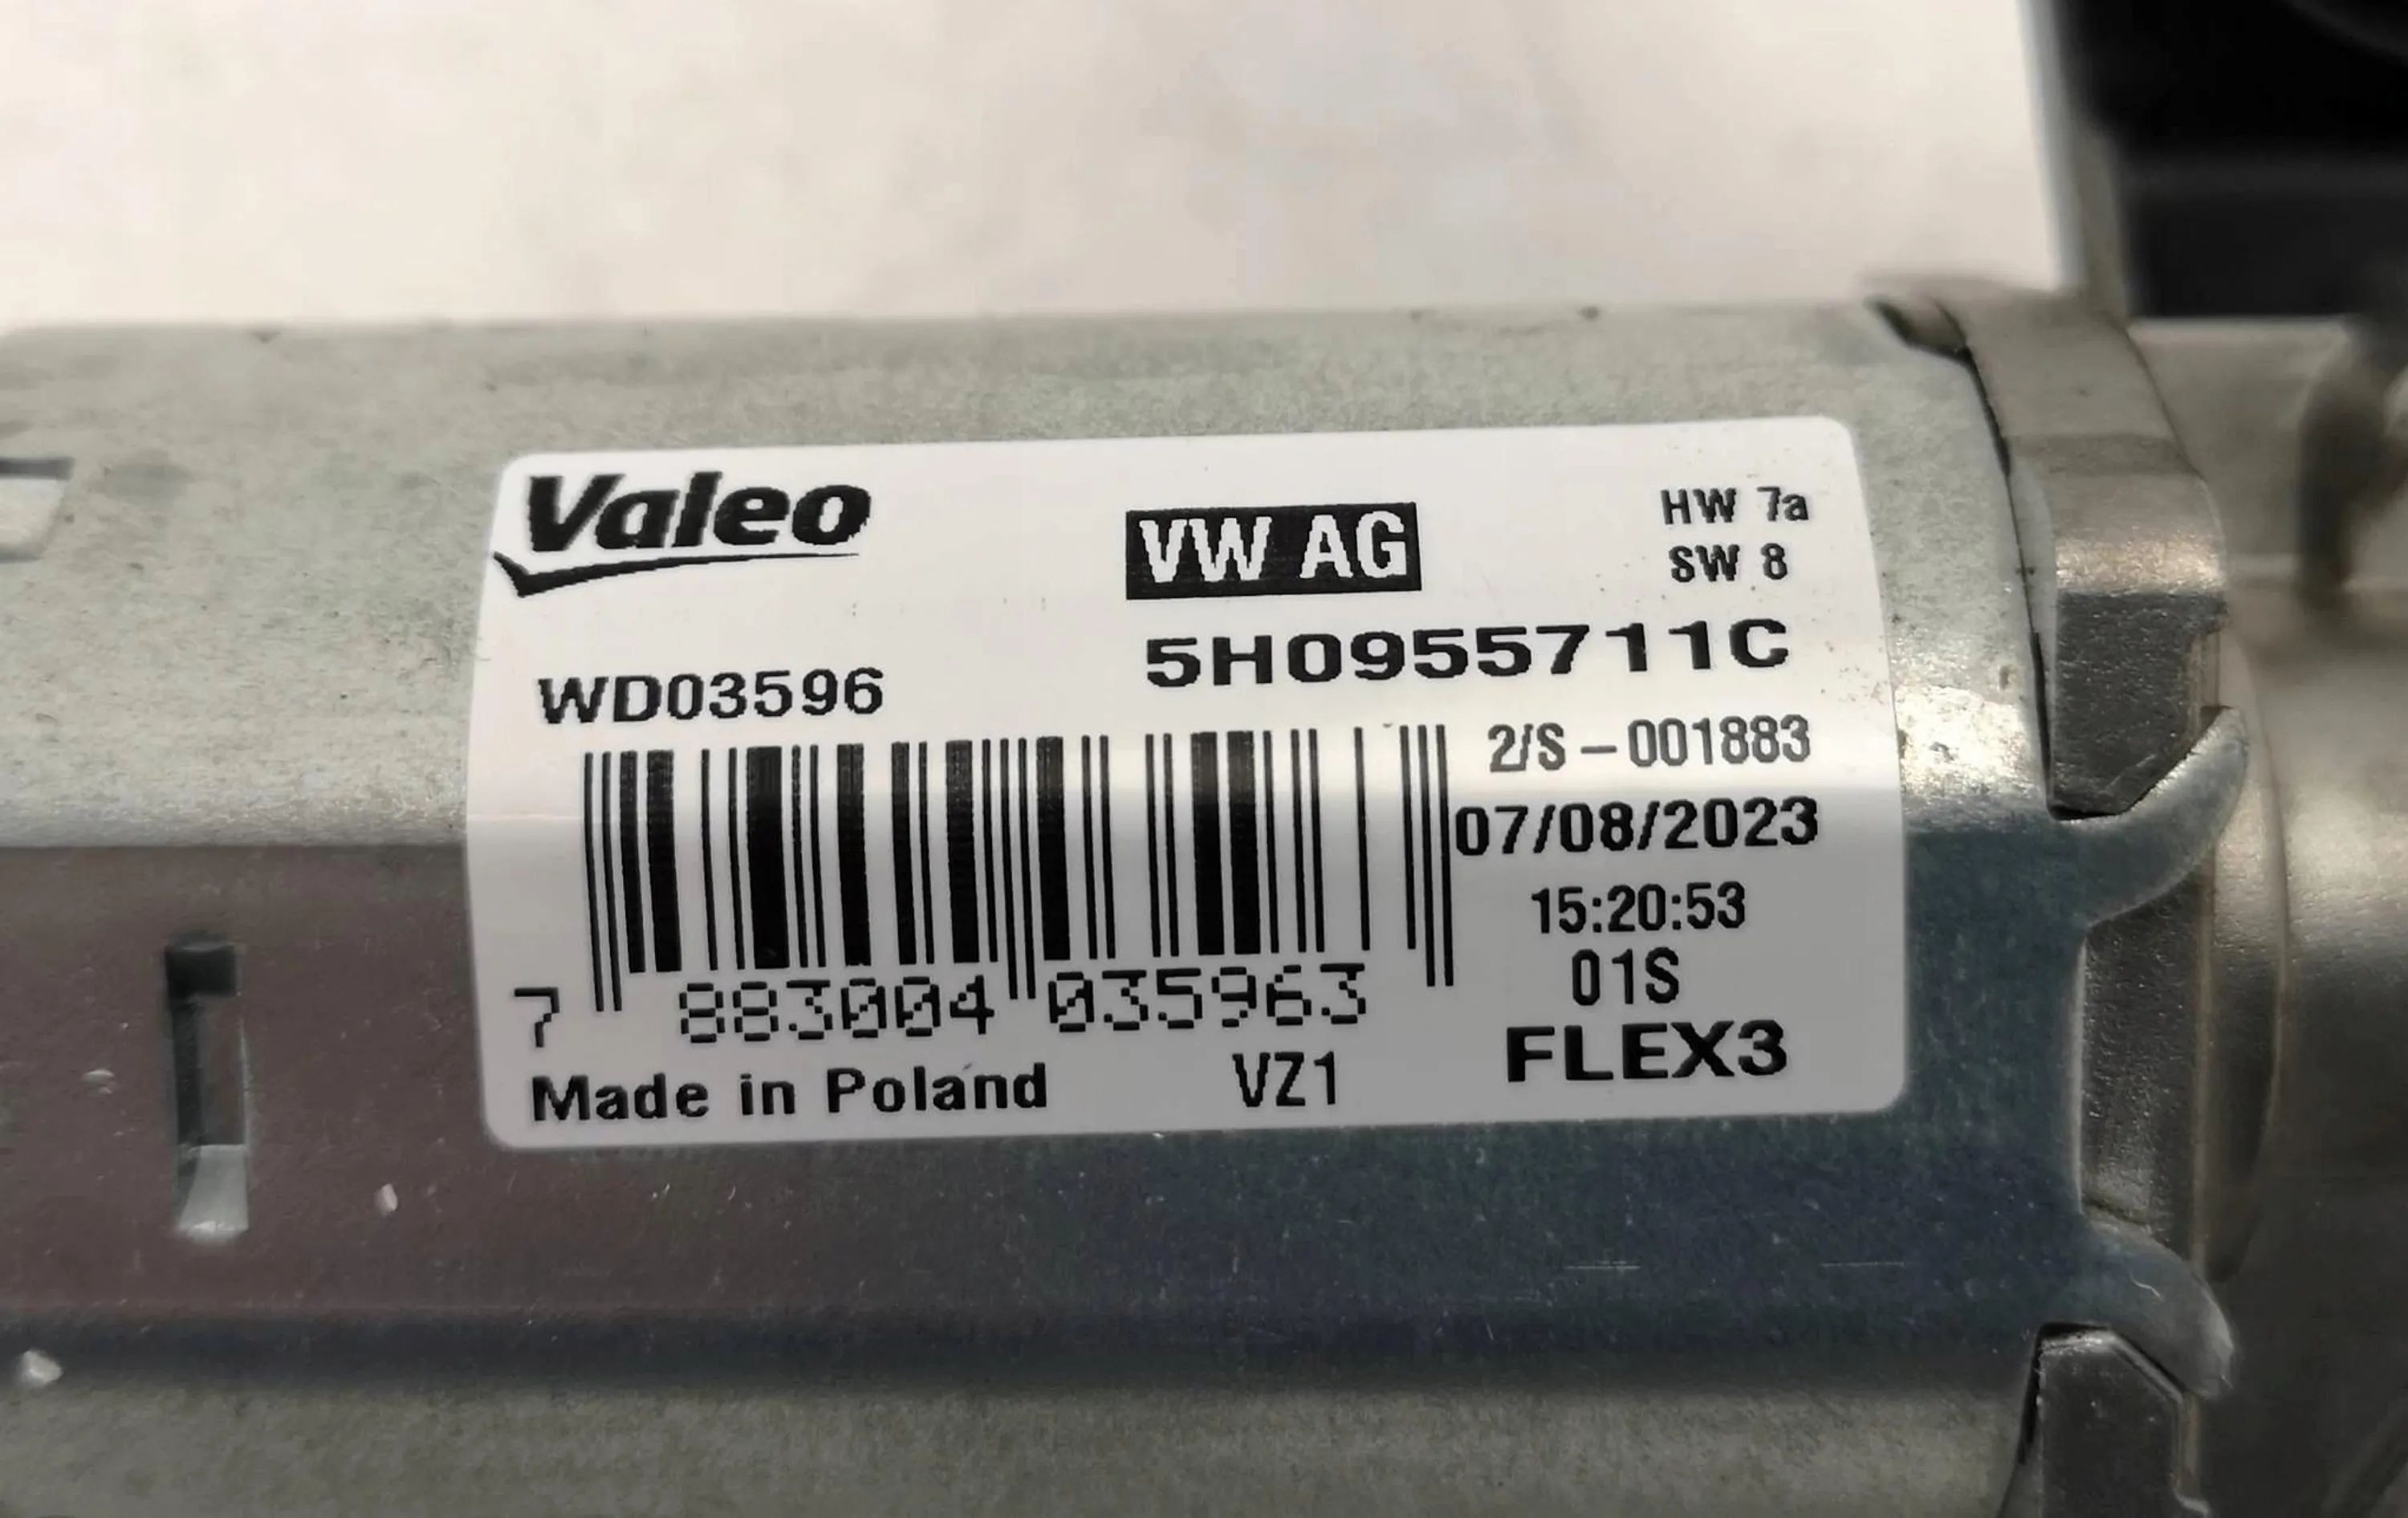 Valeo
VW AG
HW 7a
SW 8
WD03596
5H0955711C
2/S-001883
07/08/2023
15:20:53
01S
7 883004 035963
Made in Poland
VZ1
FLEX3